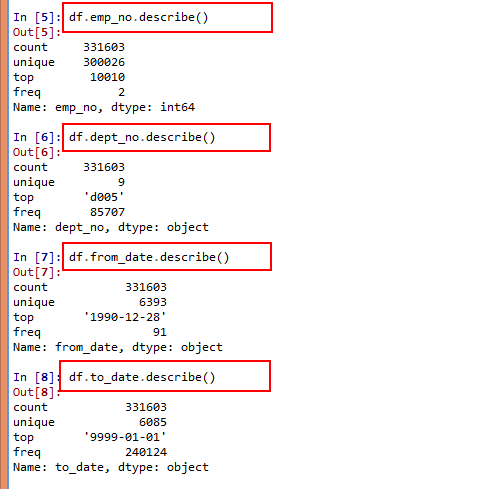 In [5]: df.emp_no.describe()
Out[5]:
count     331603
unique    300026
top        10010
freq           2
Name: emp_no, dtype: int64
In [6]: df.dept_no.describe()
Out[6]:
count     331603
unique         9
top       'd005'
freq       85707
Name: dept_no, dtype: object
In [7]: df.from_date.describe()
Out[7]:
count           331603
unique            6393
top       '1990-12-28'
freq                91
Name: from_date, dtype: object
In [8]: df.to_date.describe()
Out[8]:
count           331603
unique            6085
top       '9999-01-01'
freq            240124
Name: to_date, dtype: object